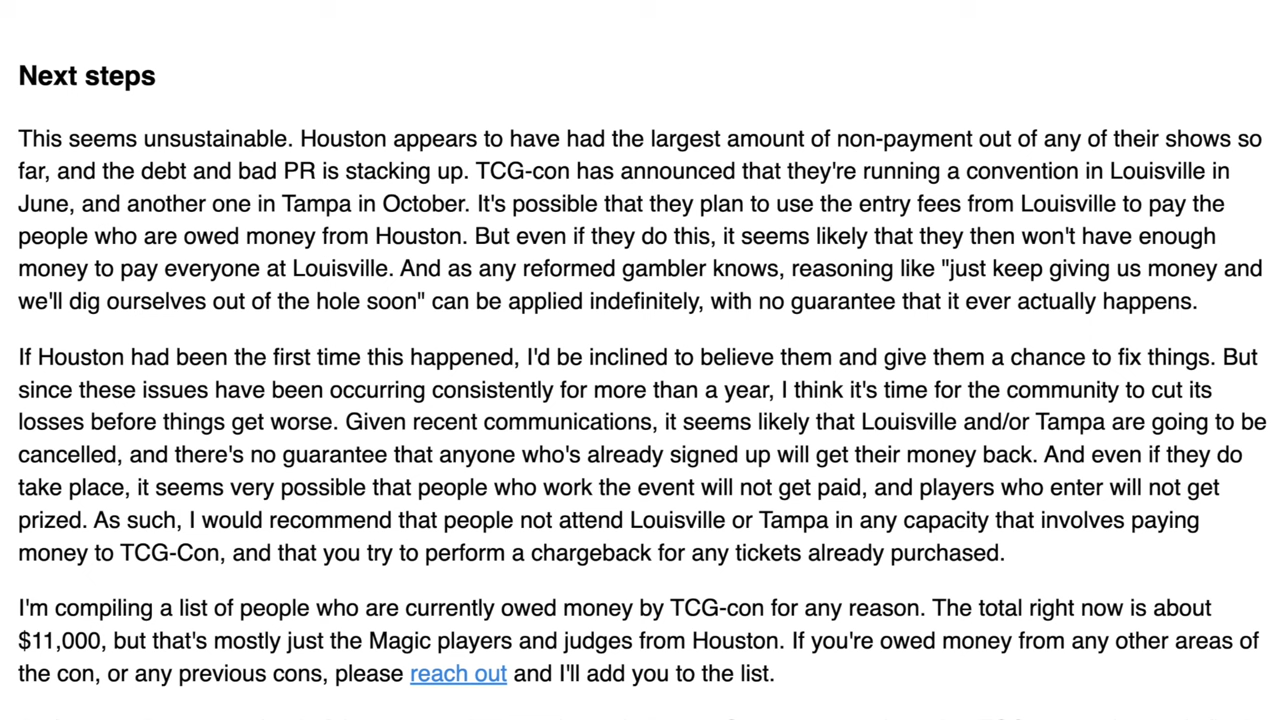 Next steps
This seems unsustainable. Houston appears to have had the largest amount of non-payment out of any of their shows so
far, and the debt and bad PR is stacking up. TCG-con has announced that they're running a convention in Louisville in
June, and another one in Tampa in October. It's possible that they plan to use the entry fees from Louisville to pay the
people who are owed money from Houston. But even if they do this, it seems likely that they then won't have enough
money to pay everyone at Louisville. And as any reformed gambler knows, reasoning like "just keep giving us money and
we'll dig ourselves out of the hole soon" can be applied indefinitely, with no guarantee that it ever actually happens.
If Houston had been the first time this happened, I'd be inclined to believe them and give them a chance to fix things. But
since these issues have been occurring consistently for more than a year, I think it's time for the community to cut its
losses before things get worse. Given recent communications, it seems likely that Louisville and/or Tampa are going to be
cancelled, and there's no guarantee that anyone who's already signed up will get their money back. And even if they do
take place, it seems very possible that people who work the event will not get paid, and players who enter will not get
prized. As such, I would recommend that people not attend Louisville or Tampa in any capacity that involves paying
money to TCG-Con, and that you try to perform a chargeback for any tickets already purchased.
I'm compiling a list of people who are currently owed money by TCG-con for any reason. The total right now is about
$11,000, but that's mostly just the Magic players and judges from Houston. If you're owed money from any other areas of
the con, or any previous cons, please reach out and I'll add you to the list.